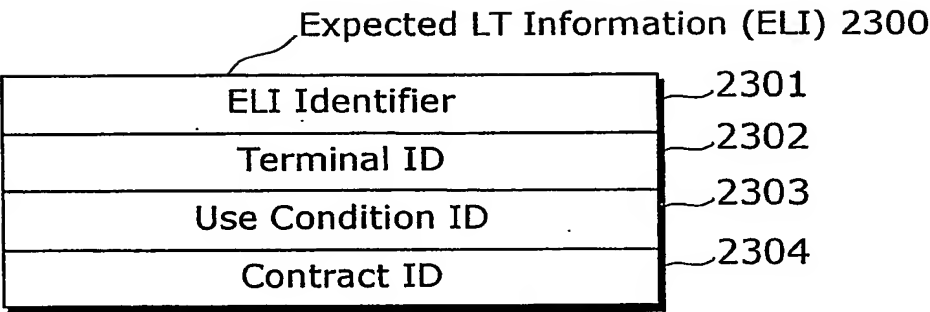 Expected LT Information (ELI) 2300
ELI Identifier 2301
Terminal ID 2302
Use Condition ID 2303
Contract ID 2304